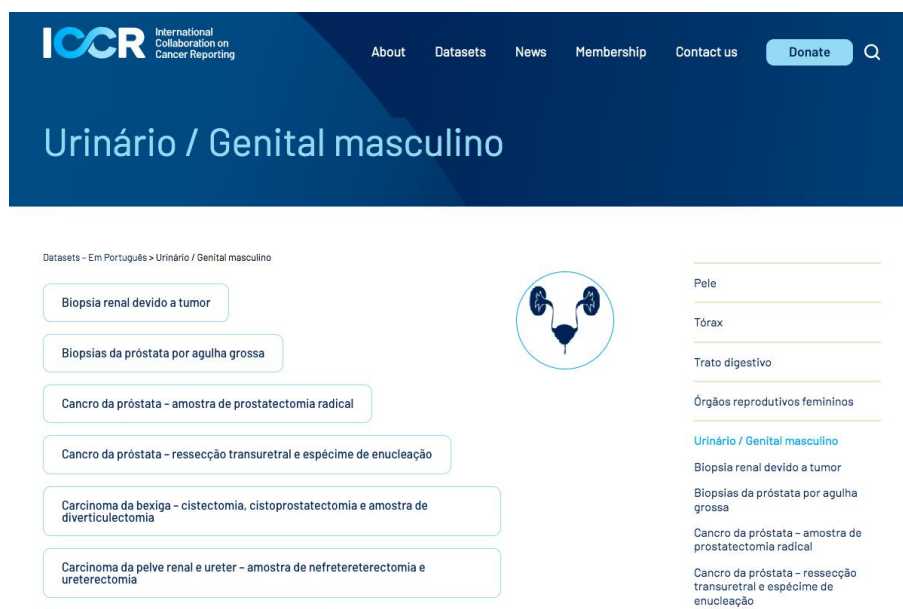 ICCR
International
Collaboration on
Cancer Reporting
About Datasets News Membership Contact us Donate
Urinário / Genital masculino
Datasets – Em Português > Urinário / Genital masculino
Biopsia renal devido a tumor
Biopsias da próstata por agulha grossa
Cancro da próstata – amostra de prostatectomia radical
Cancro da próstata – ressecção transuretral e espécime de enucleação
Carcinoma da bexiga – cistectomia, cistoprostatectomia e amostra de
diverticulectomia
Carcinoma da pelve renal e ureter – amostra de nefretereterectomia e
ureterectomia
Pele
Tórax
Trato digestivo
Órgãos reprodutivos femininos
Urinário / Genital masculino
Biopsia renal devido a tumor
Biopsias da próstata por agulha
grossa
Cancro da próstata – amostra de
prostatectomia radical
Cancro da próstata – ressecção
transuretral e espécime de
enucleação